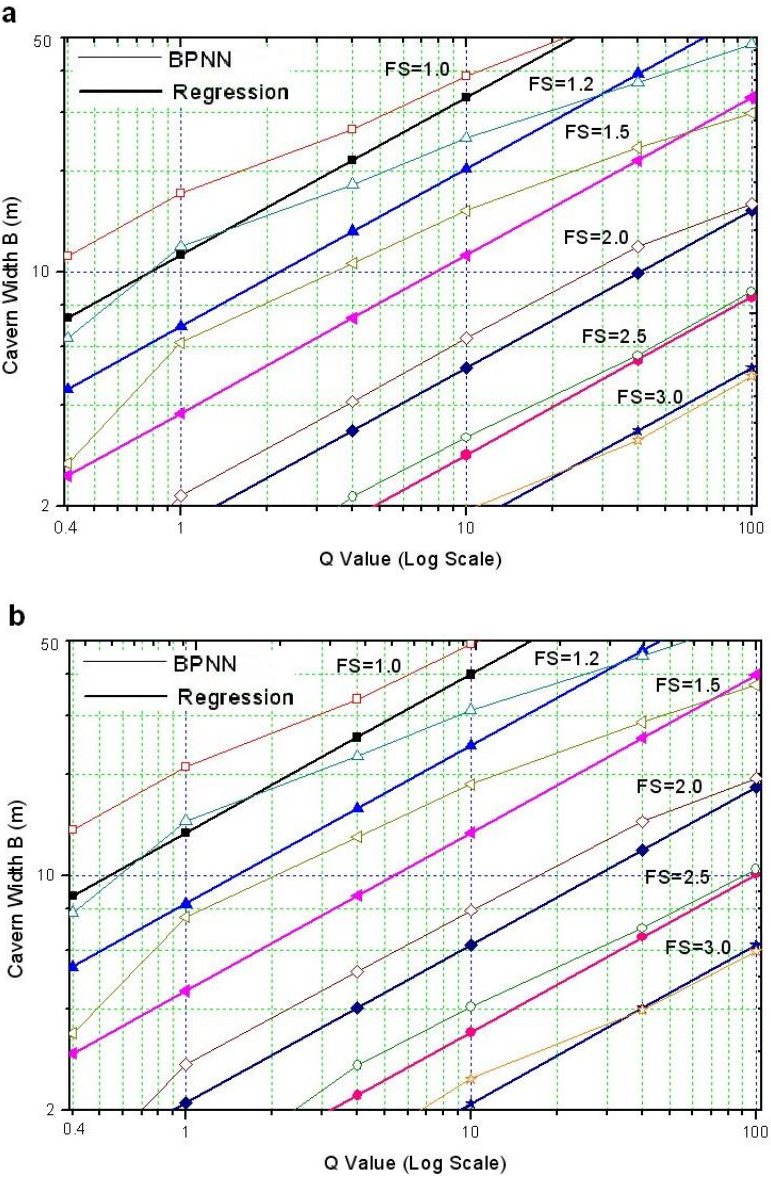 a
50
BPNN
Regression
FS=1.0
FS=1.2
FS=1.5
FS=2.0
FS=2.5
FS=3.0
10
2
Cavern Width B (m)
0.4
1
10
100
Q Value (Log Scale)
b
50
BPNN
Regression
FS=1.0
FS=1.2
FS=1.5
FS=2.0
FS=2.5
FS=3.0
10
2
Cavern Width B (m)
0.4
1
10
100
Q Value (Log Scale)